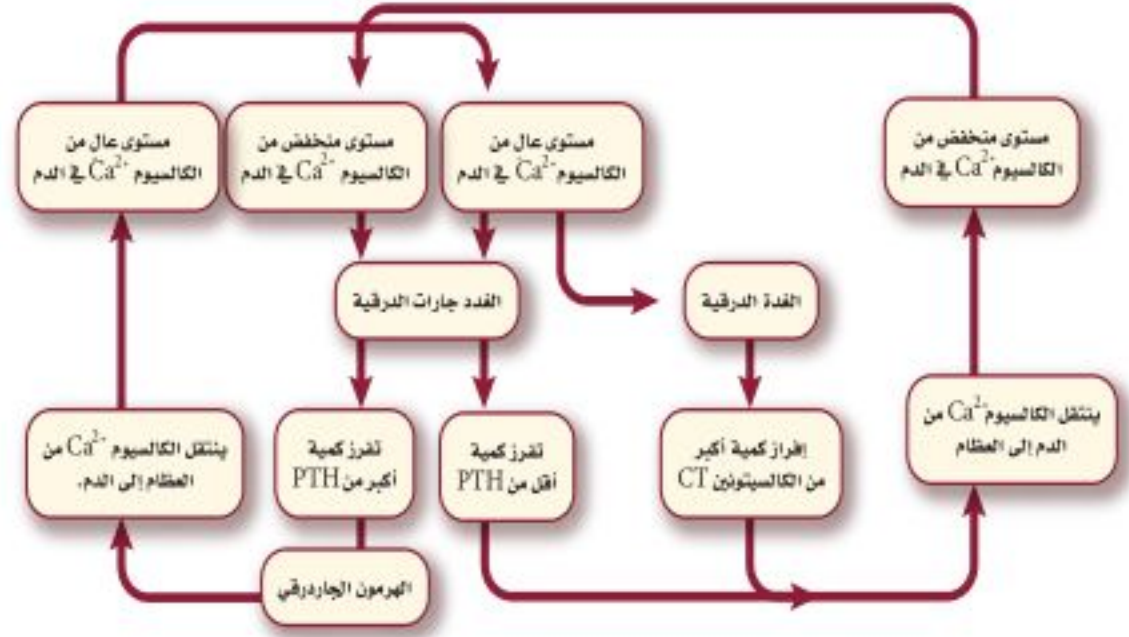 مستوى منخفض من
الكالسيوم Ca²⁺ في الدم
مستوى عال من
الكالسيوم Ca²⁺ في الدم
مستوى منخفض من
الكالسيوم Ca²⁺ في الدم
مستوى عال من
الكالسيوم Ca²⁺ في الدم
الغدة الدرقية
الغدد جارات الدرقية
ينتقل الكالسيوم Ca²⁺ من
الدم إلى العظام
إفراز كمية أكبر
من الكالسيتونين CT
تفرز كمية
أقل من PTH
تفرز كمية
أكبر من PTH
ينتقل الكالسيوم Ca²⁺ من
العظام إلى الدم.
الهرمون الجاردرقي